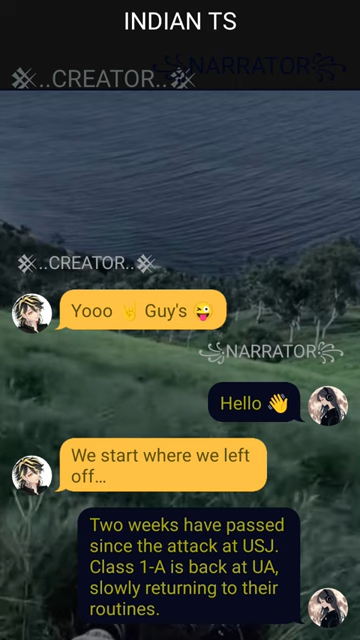 INDIAN TS
꧁NARRATOR꧂
※..CREATOR..※
※..CREATOR..※
Yooo 🤘 Guy's 😜
꧁NARRATOR꧂
Hello 👋
We start where we left
off...
Two weeks have passed
since the attack at USJ.
Class 1-A is back at UA,
slowly returning to their
routines.